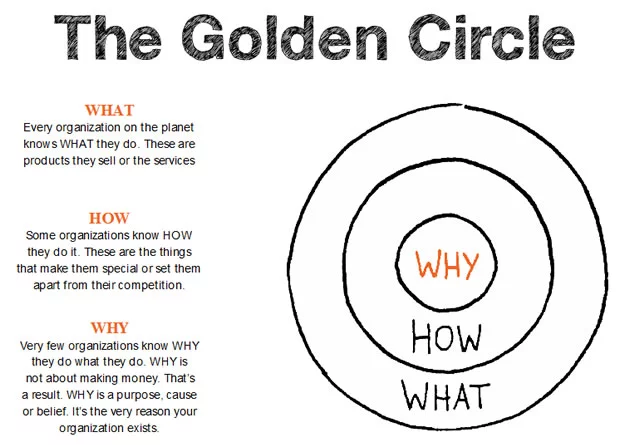 The Golden Circle
WHAT
Every organization on the planet
knows WHAT they do. These are
products they sell or the services
HOW
Some organizations know HOW
they do it. These are the things
that make them special or set them
apart from their competition.
WHY
Very few organizations know WHY
they do what they do. WHY is
not about making money. That's
a result. WHY is a purpose, cause
or belief. It's the very reason your
organization exists.
WHY
HOW
WHAT